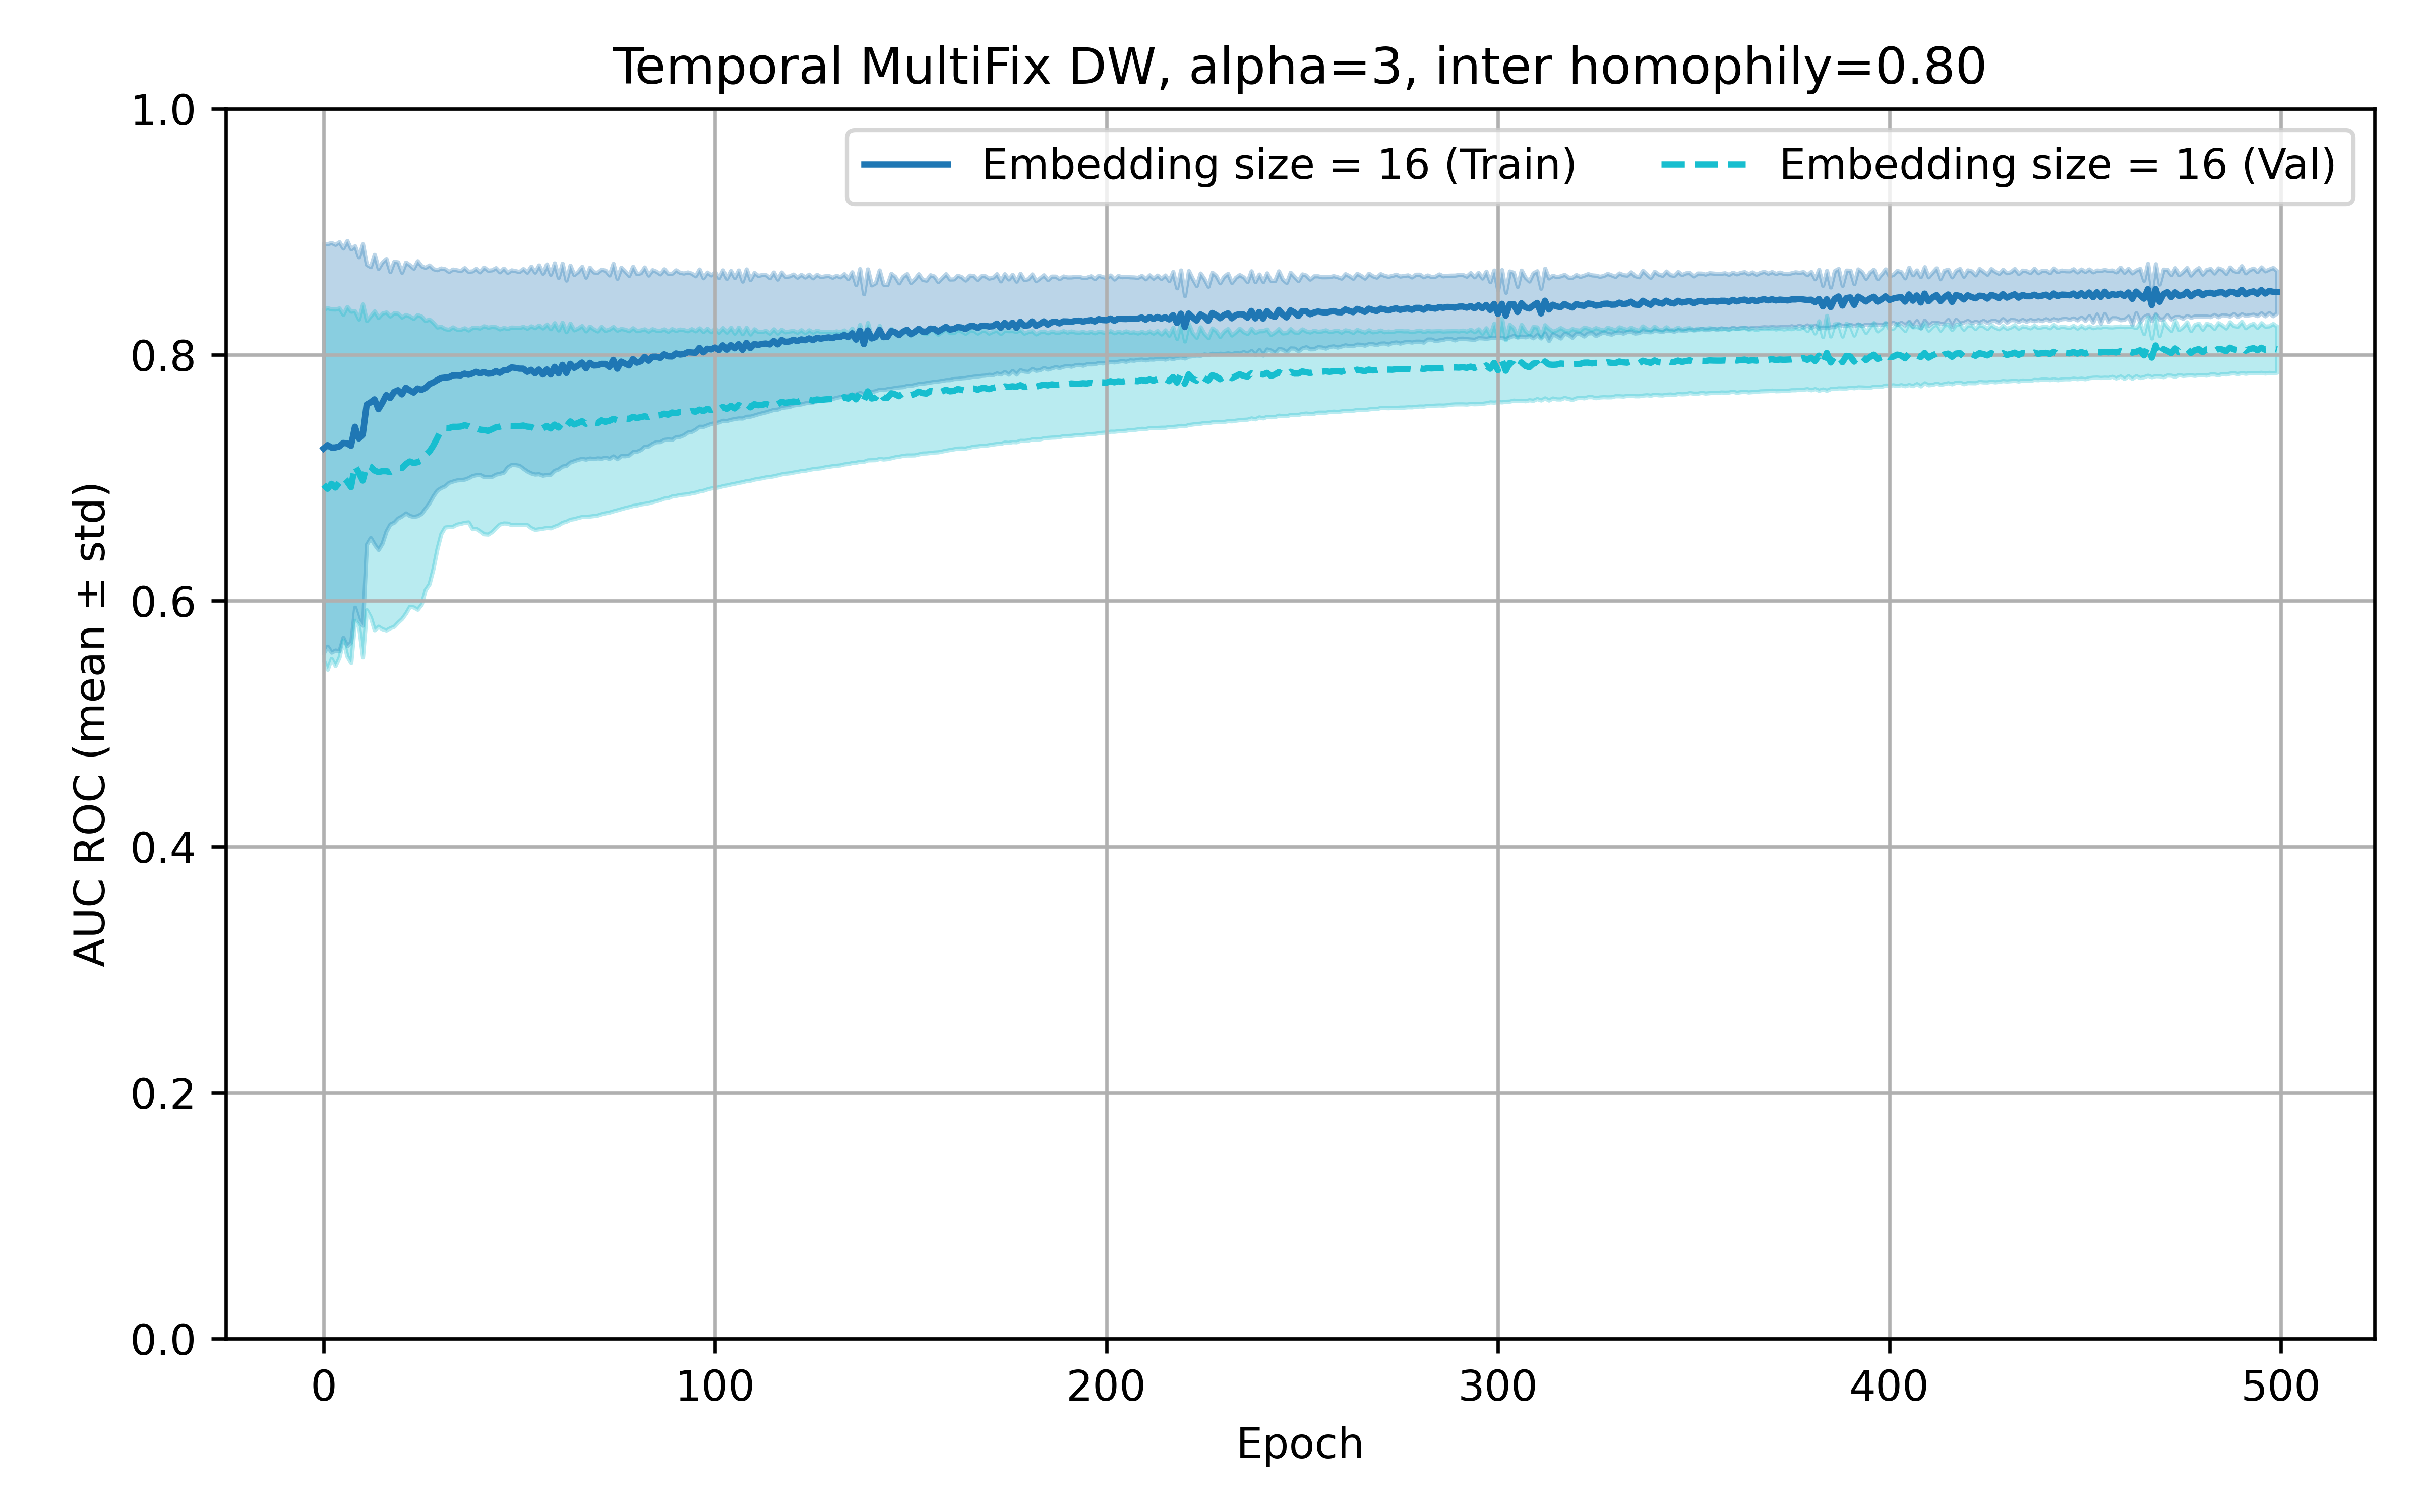 Temporal MultiFix DW, alpha=3, inter homophily=0.80
Embedding size = 16 (Train)
Embedding size = 16 (Val)
AUC ROC (mean ± std)
1.0
0.8
0.6
0.4
0.2
0.0
0
100
200
300
400
500
Epoch